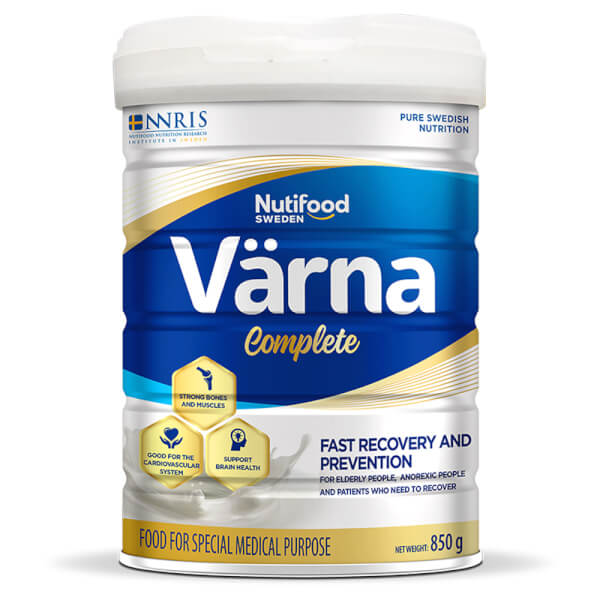 NNRIS
NUTIFOOD NUTRITION RESEARCH
INSTITUTE IN SWEDEN
PURE SWEDISH
NUTRITION
Nutifood
SWEDEN
Värna
Complete
STRONG BONES
AND MUSCLES
GOOD FOR THE
CARDIOVASCULAR
SYSTEM
SUPPORT
BRAIN HEALTH
FAST RECOVERY AND
PREVENTION
FOR ELDERLY PEOPLE, ANOREXIC PEOPLE
AND PATIENTS WHO NEED TO RECOVER
FOOD FOR SPECIAL MEDICAL PURPOSE
NET WEIGHT: 850 g